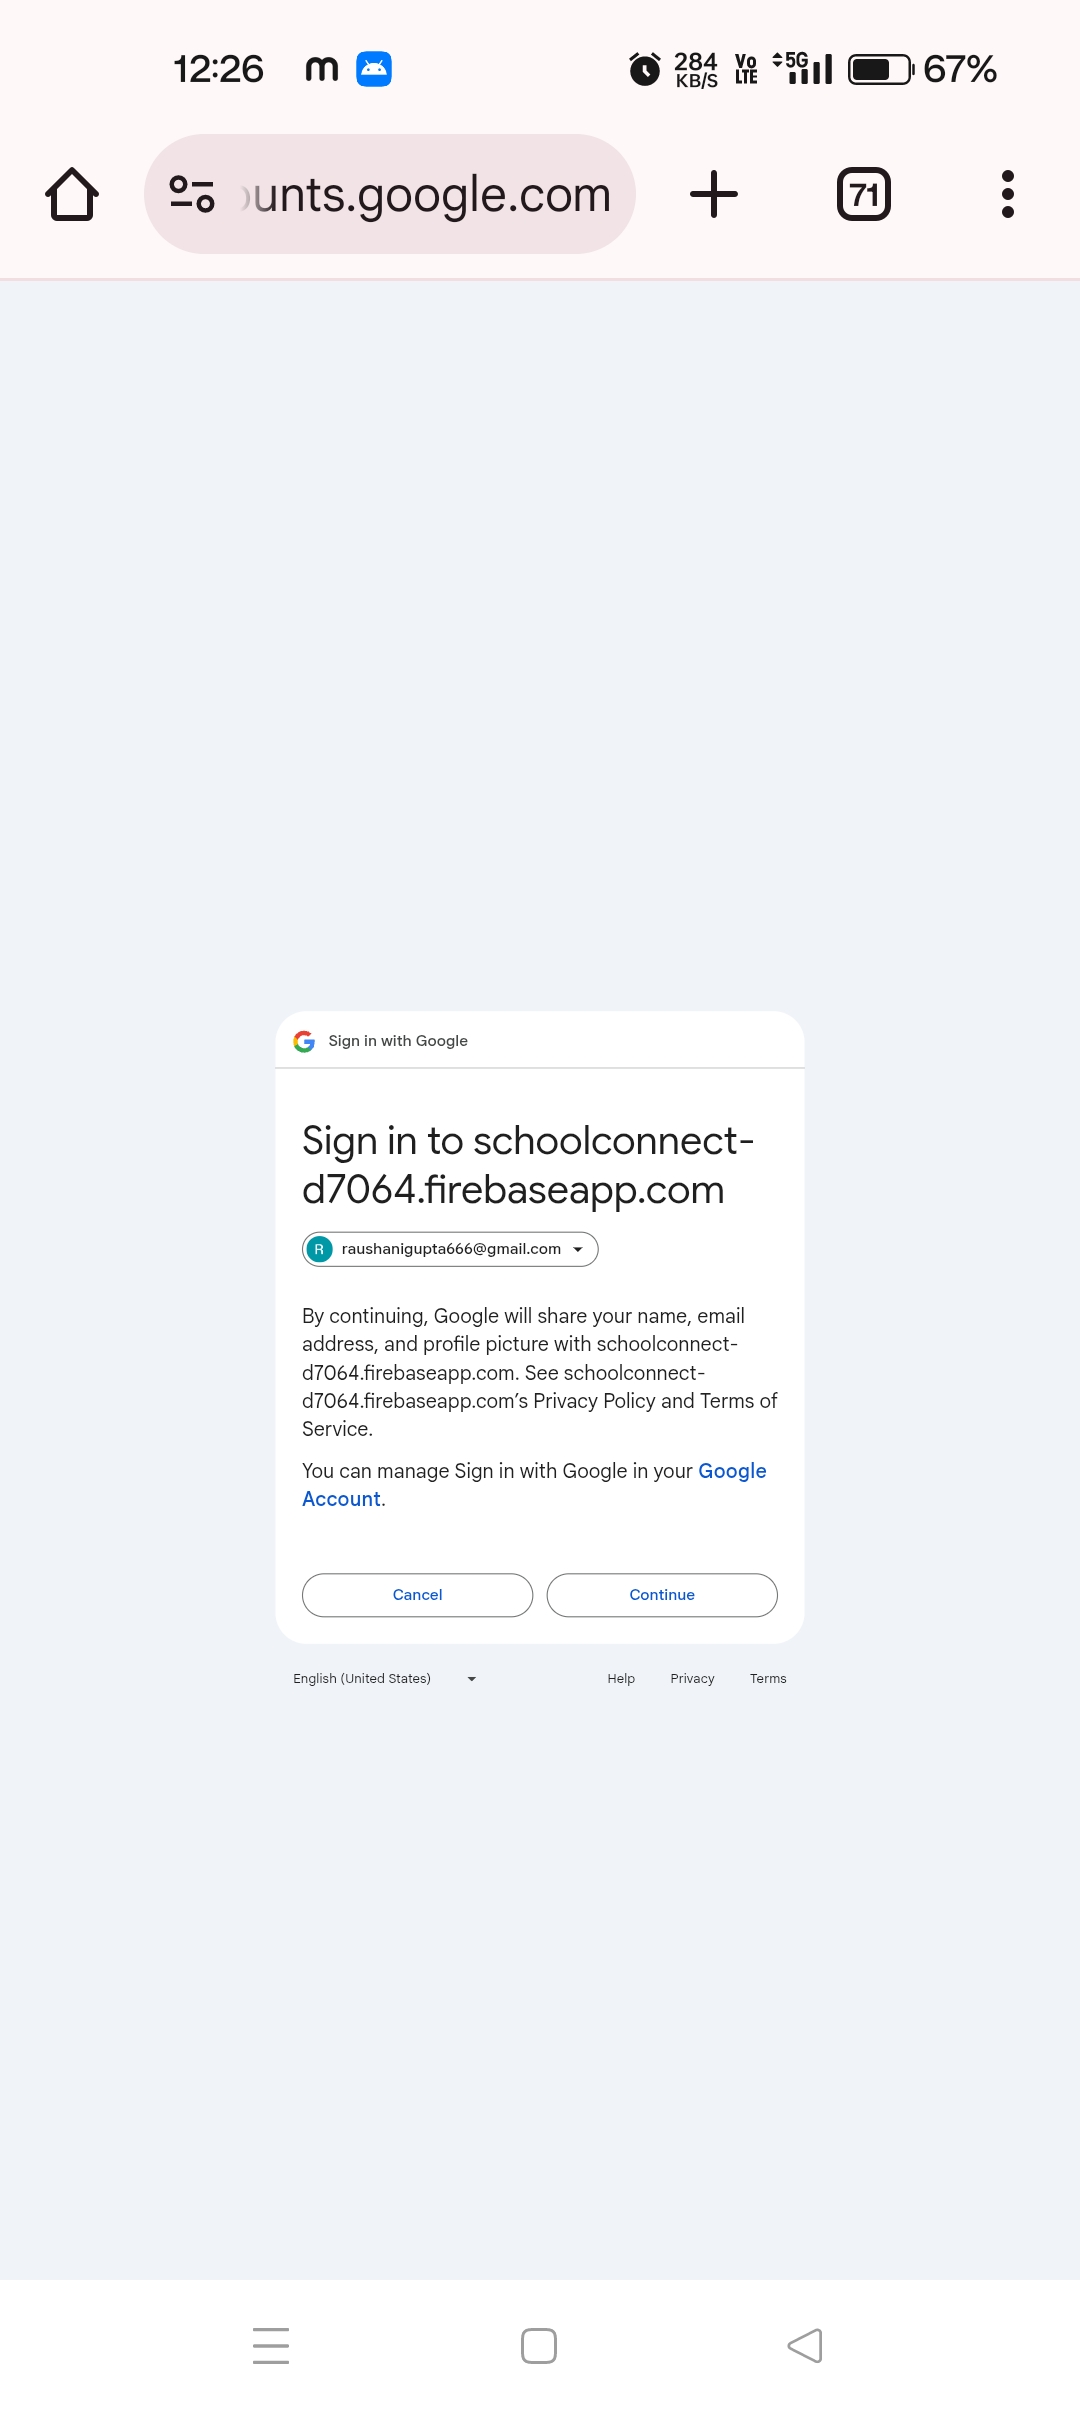 12:26 m 284 KB/S Vo LTE 5G 67%
unts.google.com 71
Sign in with Google
Sign in to schoolconnect-
d7064.firebaseapp.com
R raushanigupta666@gmail.com
By continuing, Google will share your name, email
address, and profile picture with schoolconnect-
d7064.firebaseapp.com. See schoolconnect-
d7064.firebaseapp.com’s Privacy Policy and Terms of
Service.
You can manage Sign in with Google in your Google
Account.
Cancel Continue
English (United States) Help Privacy Terms